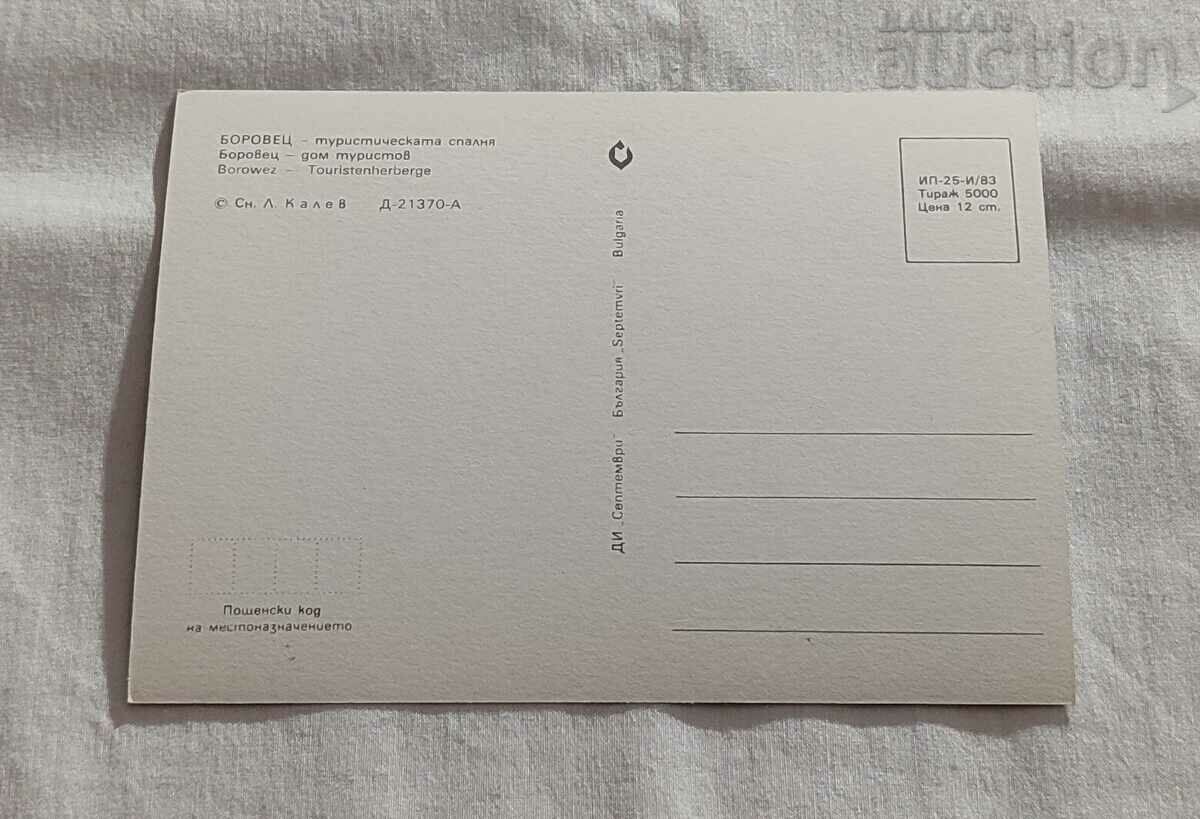 БОРОВЕЦ – туристическата спалня
Боровец – дом туристов
Borowez – Touristenherberge
© Сн. Л. Калев Д-21370-А
ДИ „Септември" България „Septemvri" Bulgaria
ИП-25-И/83
Тираж 5000
Цена 12 ст.
Пощенски код
на местоназначението
BALKAN
auction